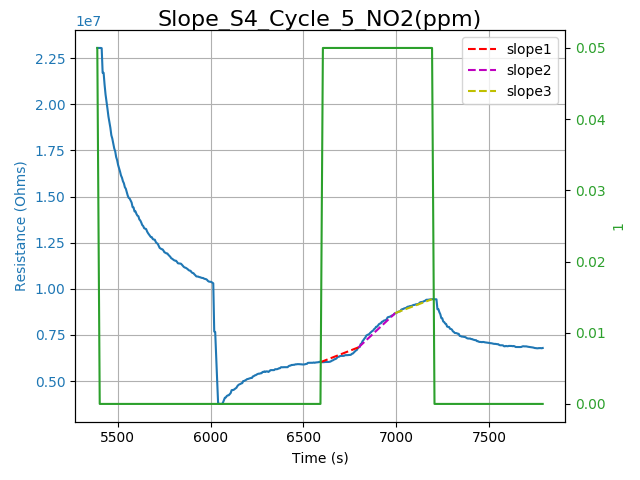 Slope_S4_Cycle_5_NO2(ppm)
1e7
slope1
slope2
slope3
2.25
2.00
1.75
1.50
1.25
1.00
0.75
0.50
Resistance (Ohms)
0.05
0.04
0.03
0.02
0.01
0.00
1
5500 6000 6500 7000 7500
Time (s)